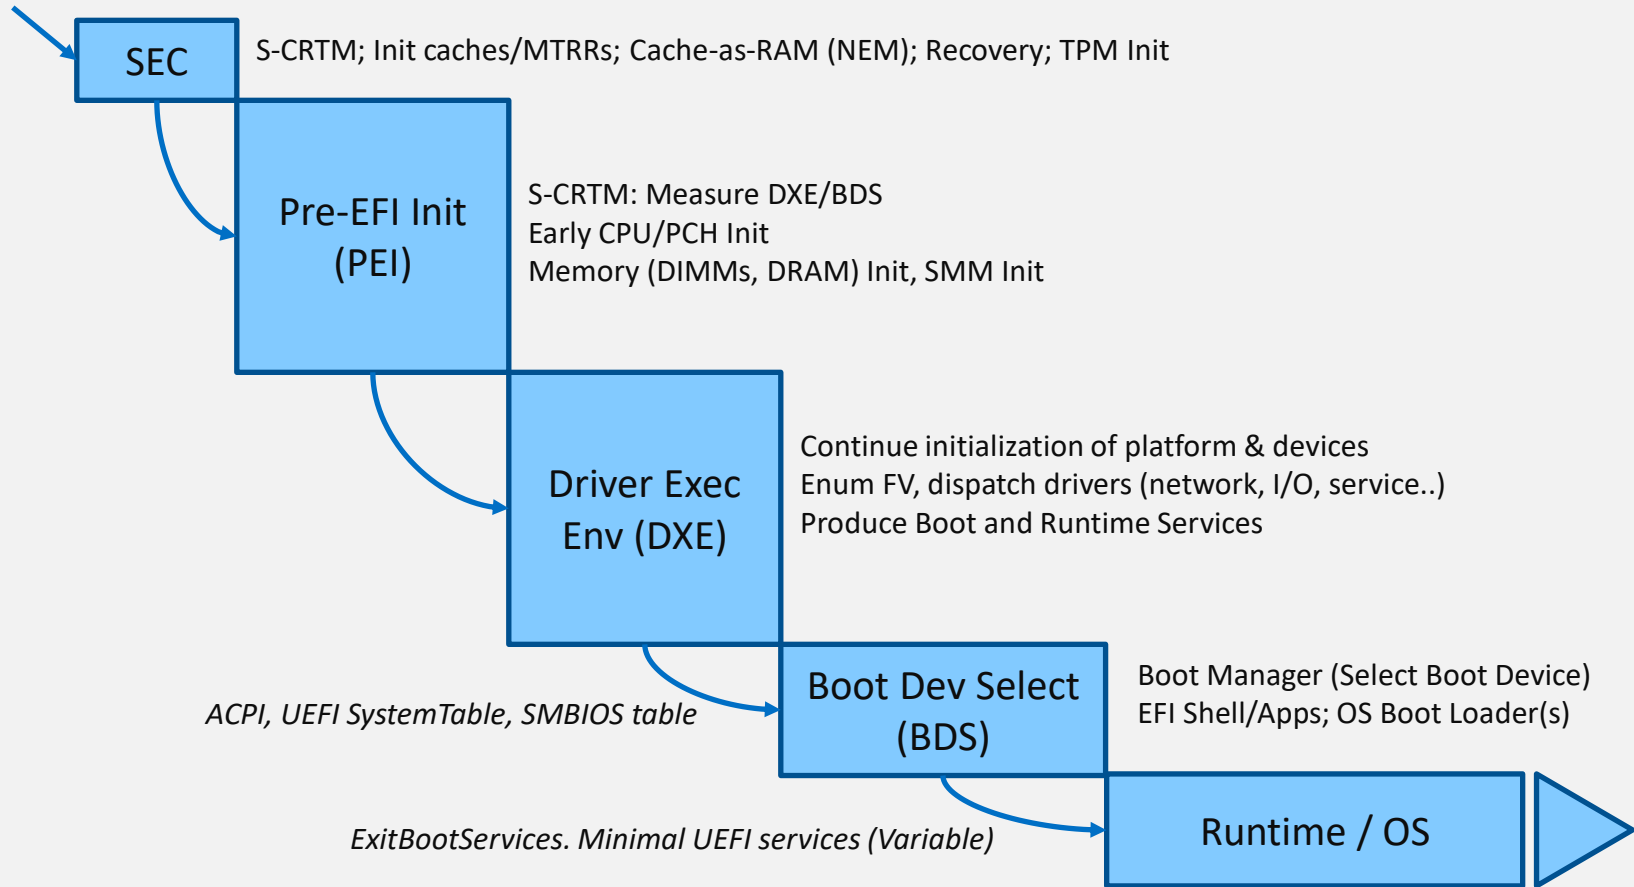 SEC
S-CRTM; Init caches/MTRRs; Cache-as-RAM (NEM); Recovery; TPM Init
Pre-EFI Init
(PEI)
S-CRTM: Measure DXE/BDS
Early CPU/PCH Init
Memory (DIMMs, DRAM) Init, SMM Init
Driver Exec
Env (DXE)
Continue initialization of platform & devices
Enum FV, dispatch drivers (network, I/O, service..)
Produce Boot and Runtime Services
ACPI, UEFI SystemTable, SMBIOS table
Boot Dev Select
(BDS)
Boot Manager (Select Boot Device)
EFI Shell/Apps; OS Boot Loader(s)
ExitBootServices. Minimal UEFI services (Variable)
Runtime / OS